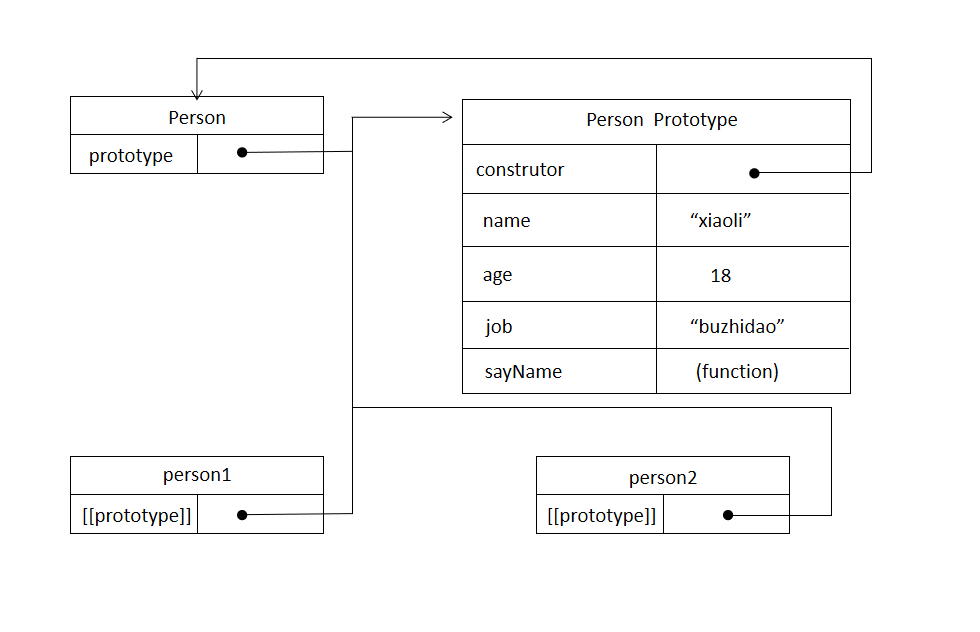 Person
prototype
Person Prototype
construtor
name “xiaoli”
age 18
job “buzhidao”
sayName (function)
person1
[[prototype]]
person2
[[prototype]]